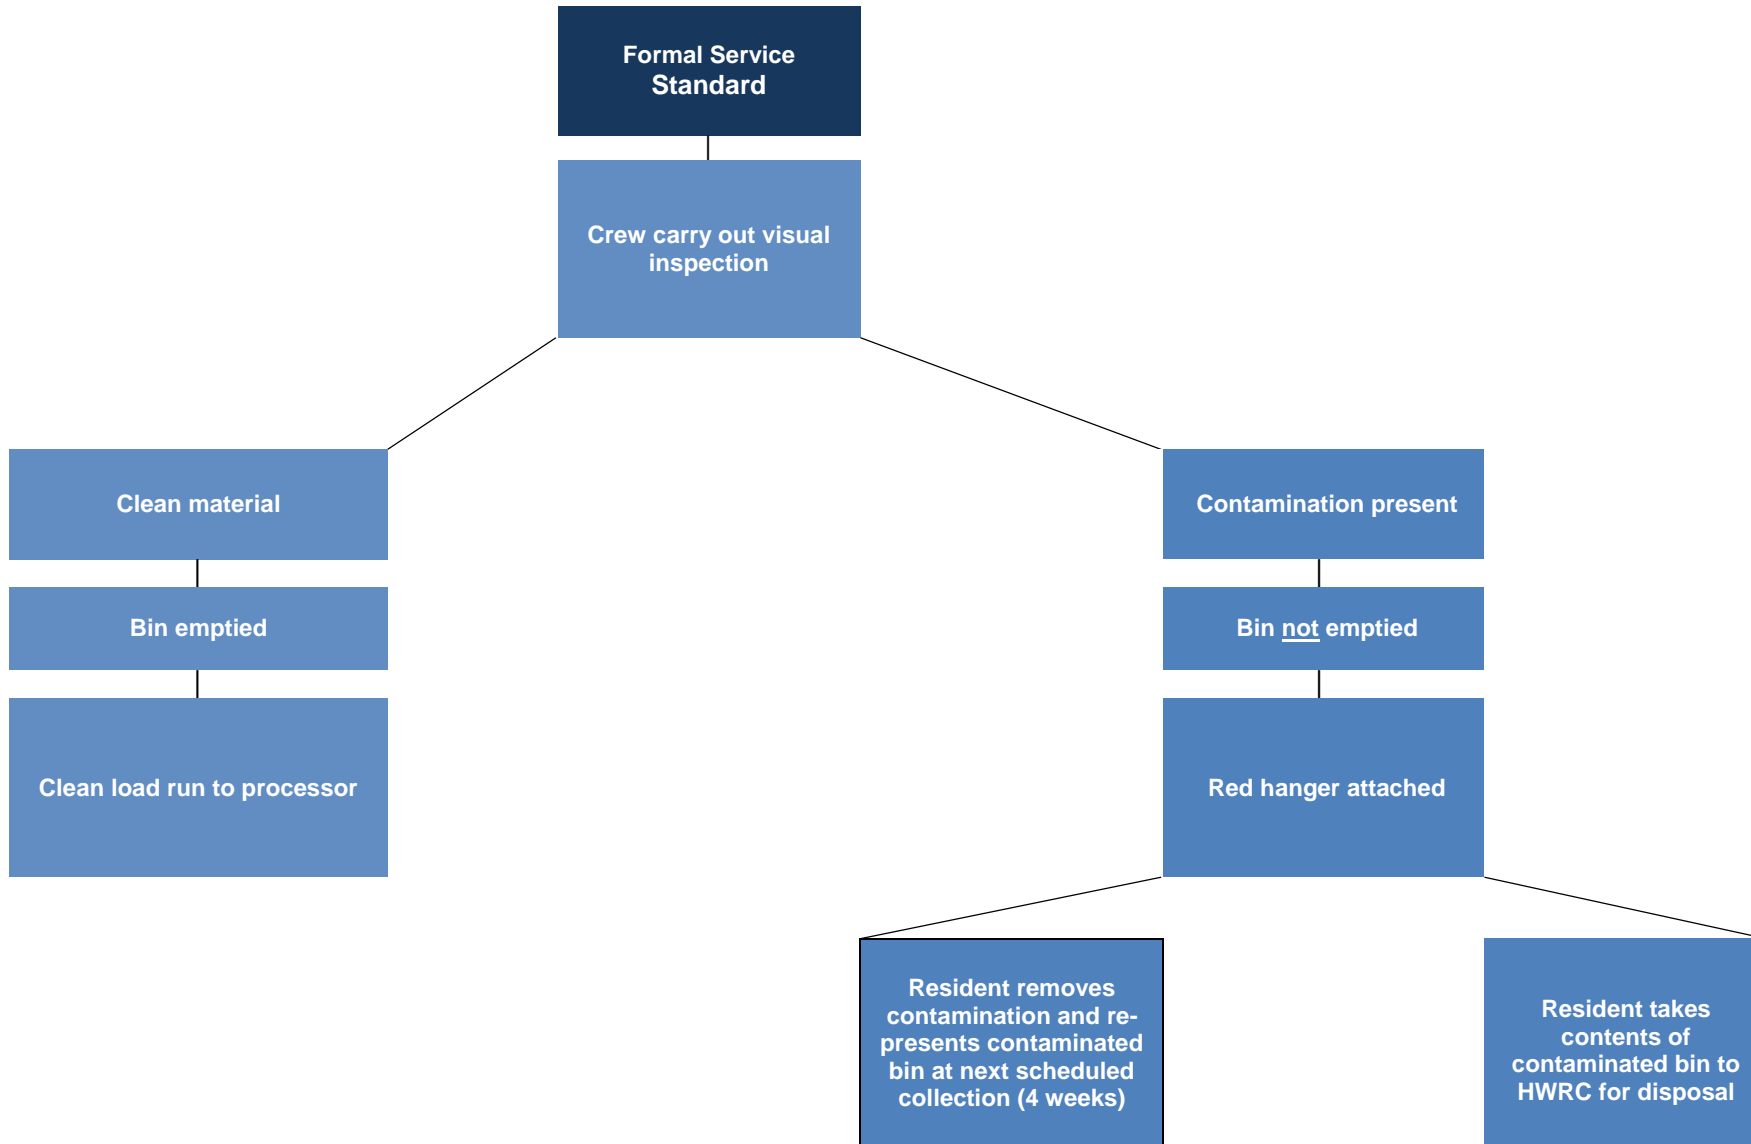 Formal Service
Standard
Crew carry out visual
inspection
Clean material
Contamination present
Bin emptied
Bin not emptied
Clean load run to processor
Red hanger attached
Resident removes
contamination and re-
presents contaminated
bin at next scheduled
collection (4 weeks)
Resident takes
contents of
contaminated bin to
HWRC for disposal